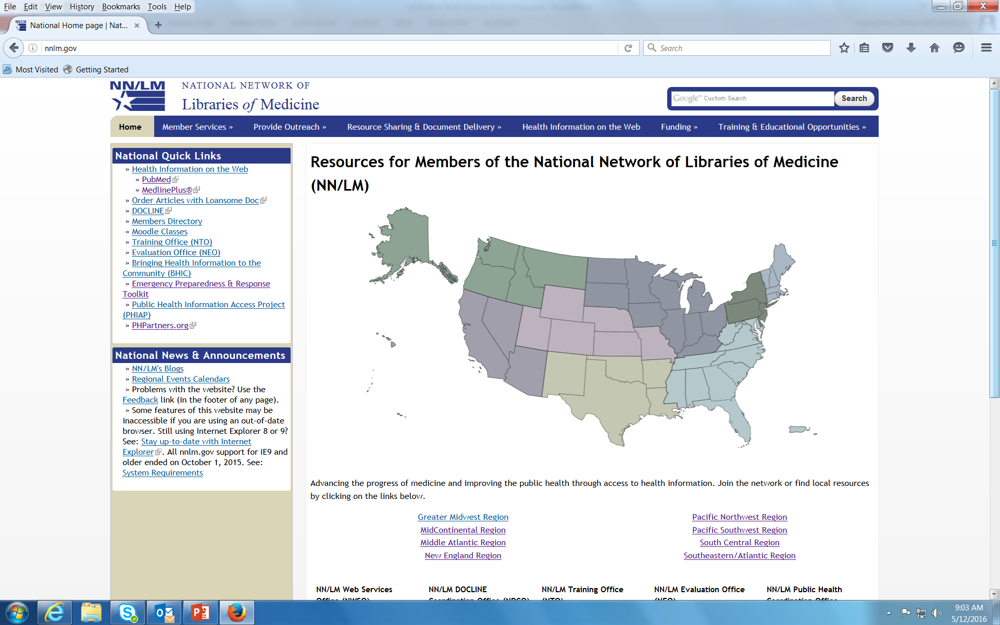 File Edit View History Bookmarks Tools Help
National Home page | Nat...
nnlm.gov
Search
Most Visited Getting Started
NN/LM
NATIONAL NETWORK OF
Libraries of Medicine
Google™ Custom Search
Search
Home Member Services » Provide Outreach » Resource Sharing & Document Delivery » Health Information on the Web Funding » Training & Educational Opportunities »
National Quick Links
» Health Information on the Web
» PubMed
» MedlinePlus®
» Order Articles with Loansome Doc
» DOCLINE
» Members Directory
» Moodle Classes
» Training Office (NTO)
» Evaluation Office (NEO)
» Bringing Health Information to the
Community (BHIC)
» Emergency Preparedness & Response
Toolkit
» Public Health Information Access Project
(PHIAP)
» PHPartners.org
National News & Announcements
» NN/LM's Blogs
» Regional Events Calendars
» Problems with the website? Use the
Feedback link (in the footer of any page).
» Some features of this website may be
inaccessible if you are using an out-of-date
browser. Still using Internet Explorer 8 or 9?
See: Stay up-to-date with Internet
Explorer. All nnlm.gov support for IE9 and
older ended on October 1, 2015. See:
System Requirements
Resources for Members of the National Network of Libraries of Medicine
(NN/LM)
Advancing the progress of medicine and improving the public health through access to health information. Join the network or find local resources
by clicking on the links below.
Greater Midwest Region
MidContinental Region
Middle Atlantic Region
New England Region
Pacific Northwest Region
Pacific Southwest Region
South Central Region
Southeastern/Atlantic Region
NN/LM Web Services
Office (NWSO)
NN/LM DOCLINE
Coordination Office (NDCO)
NN/LM Training Office
(NTO)
NN/LM Evaluation Office
(NEO)
NN/LM Public Health
Coordination Office
9:03 AM
5/12/2016